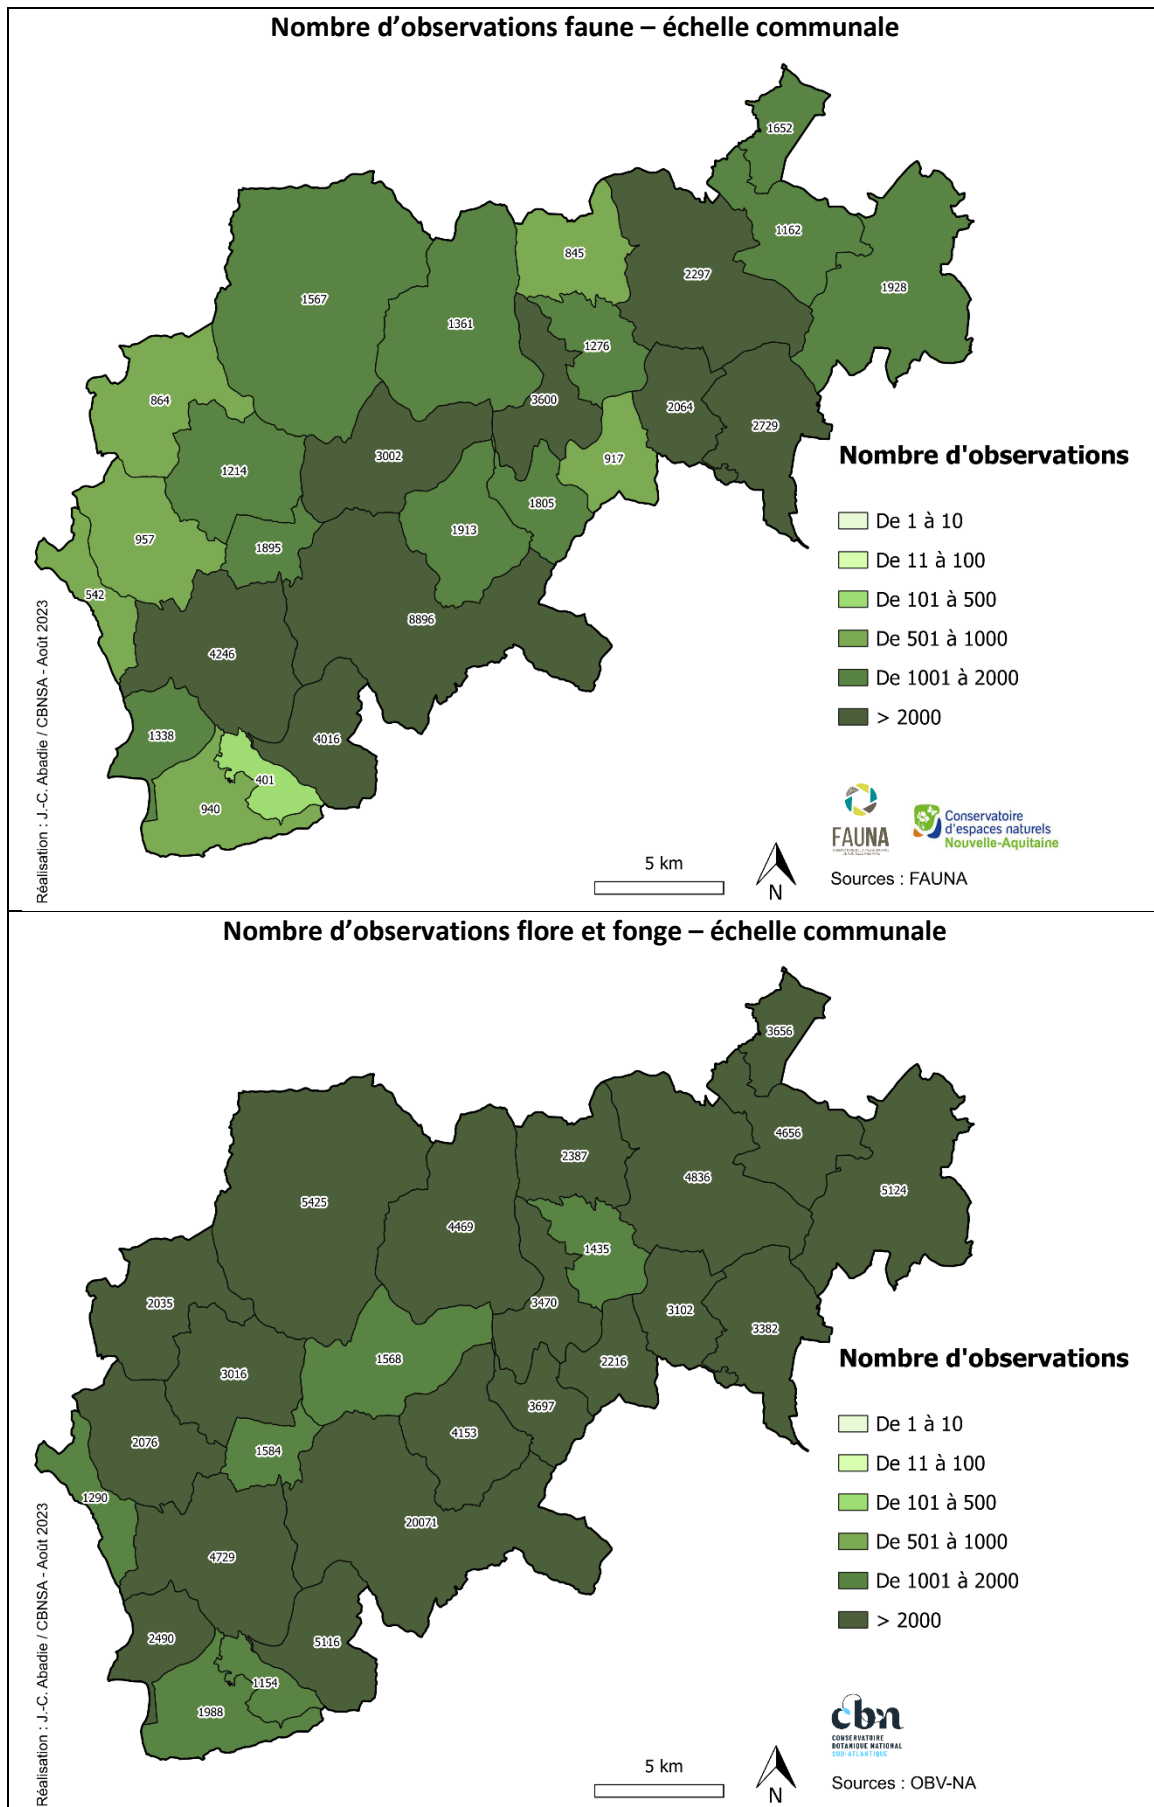 Nombre d'observations faune – échelle communale
1652
845
1162
2297
1928
1567
1361
1276
864
3600
2064
2729
3002
917
1214
1805
1913
1895
957
542
8896
4246
1338
4016
401
940
Nombre d'observations
De 1 à 10
De 11 à 100
De 101 à 500
De 501 à 1000
De 1001 à 2000
> 2000
Réalisation : J.-C. Abadie / CBNSA - Août 2023
5 km
N
FAUNA
Conservatoire
d'espaces naturels
Nouvelle-Aquitaine
Sources : FAUNA
Nombre d'observations flore et fonge – échelle communale
3656
4656
2387
4836
5124
5425
4469
1435
2035
3470
3102
3382
1568
2216
3016
3697
4153
2076
1584
1290
20071
4729
2490
5116
1154
1988
Nombre d'observations
De 1 à 10
De 11 à 100
De 101 à 500
De 501 à 1000
De 1001 à 2000
> 2000
Réalisation : J.-C. Abadie / CBNSA - Août 2023
5 km
N
cbn
CONSERVATOIRE
BOTANIQUE NATIONAL
SUD-ATLANTIQUE
Sources : OBV-NA